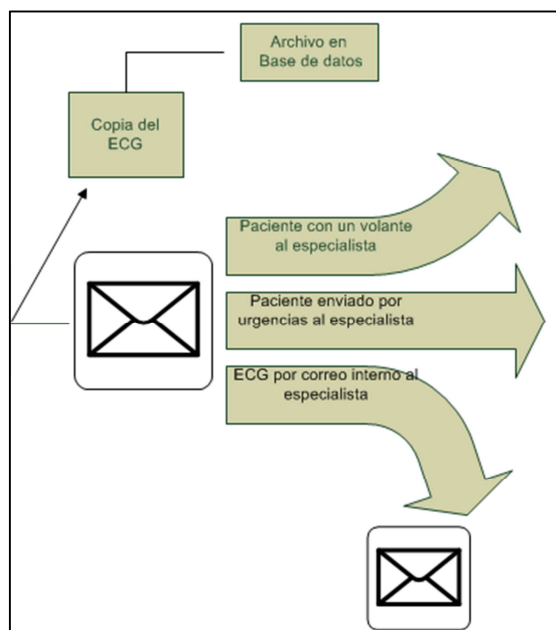 Archivo en
Base de datos
Copia del
ECG
Paciente con un volante
al especialista
Paciente enviado por
urgencias al especialista
ECG por correo interno al
especialista